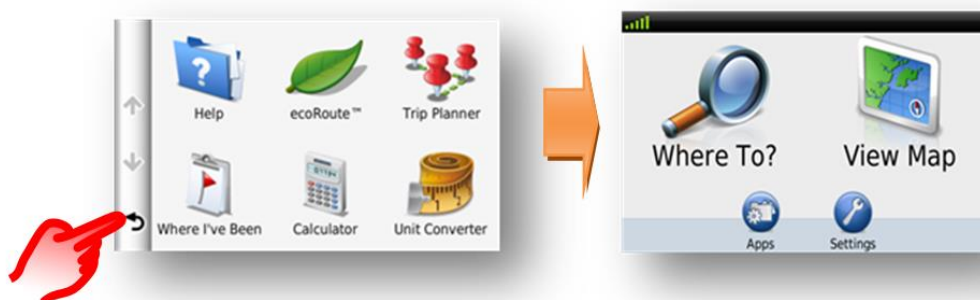 Help ecoRoute™ Trip Planner
Where I've Been Calculator Unit Converter
Where To? View Map
Apps Settings